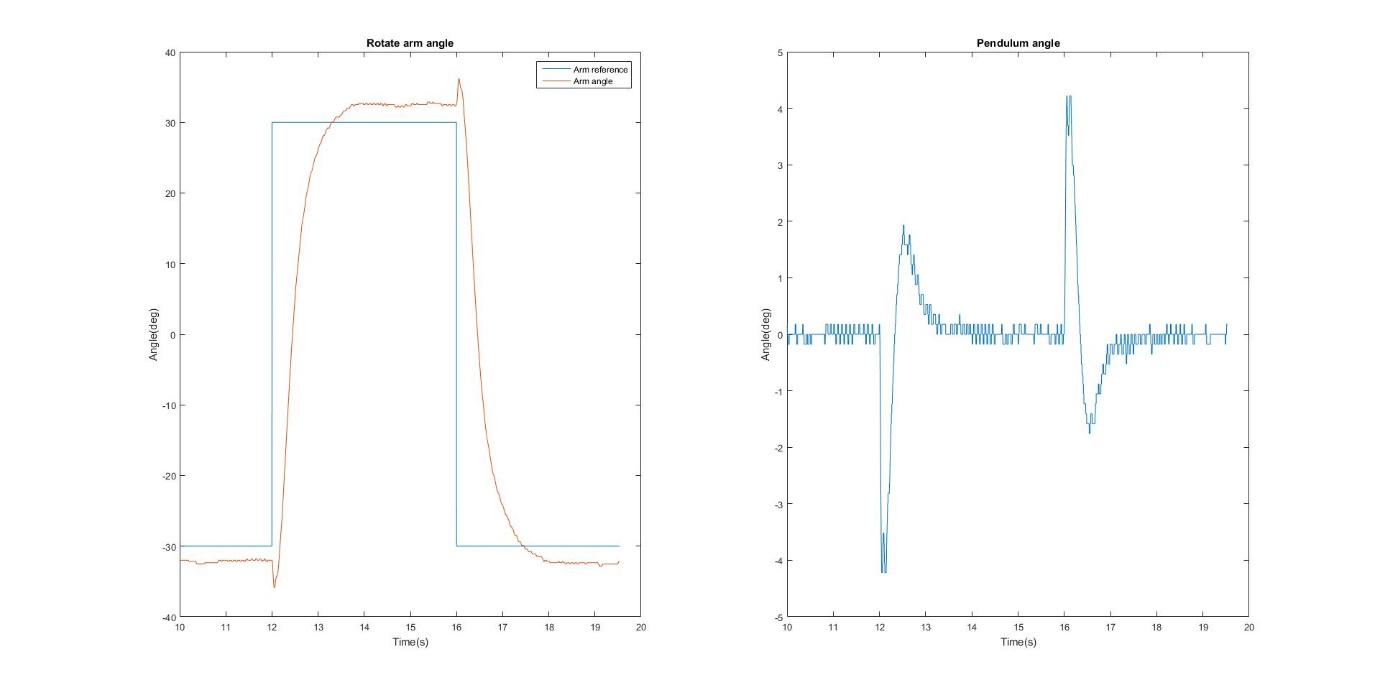 Rotate arm angle
Arm reference
Arm angle
40
30
20
10
0
-10
-20
-30
-40
Angle(deg)
10 11 12 13 14 15 16 17 18 19 20
Time(s)
Pendulum angle
5
4
3
2
1
0
-1
-2
-3
-4
-5
Angle(deg)
10 11 12 13 14 15 16 17 18 19 20
Time(s)